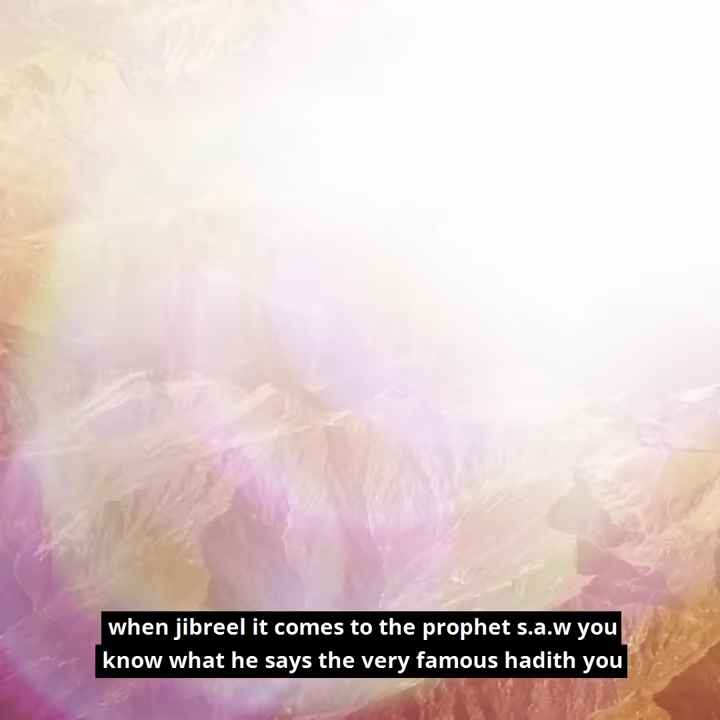 when jibreel it comes to the prophet s.a.w you
know what he says the very famous hadith you